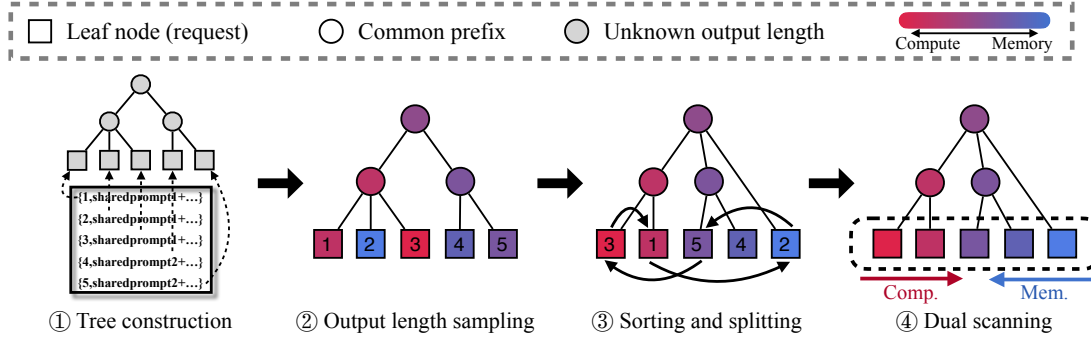 Leaf node (request) Common prefix Unknown output length Compute Memory
{1,sharedprompt1+...}
{2,sharedprompt1+...}
{3,sharedprompt1+...}
{4,sharedprompt2+...}
{5,sharedprompt2+...}
1 2 3 4 5
3 1 5 4 2
Comp. Mem.
① Tree construction ② Output length sampling ③ Sorting and splitting ④ Dual scanning